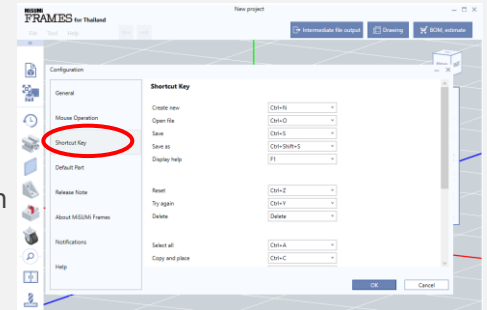 MiSUMi
FRAMES for Thailand
New project
File Tool Help
Intermediate file output
Drawing
BOM, estimate
Configuration
General
Mouse Operation
Shortcut Key
Default Part
Release Note
About MiSUMi Frames
Notifications
Help
Shortcut Key
Create new Ctrl+N
Open file Ctrl+O
Save Ctrl+S
Save as Ctrl+Shift+S
Display help F1
Reset Ctrl+Z
Try again Ctrl+Y
Delete Delete
Select all Ctrl+A
Copy and place Ctrl+C
OK Cancel
n